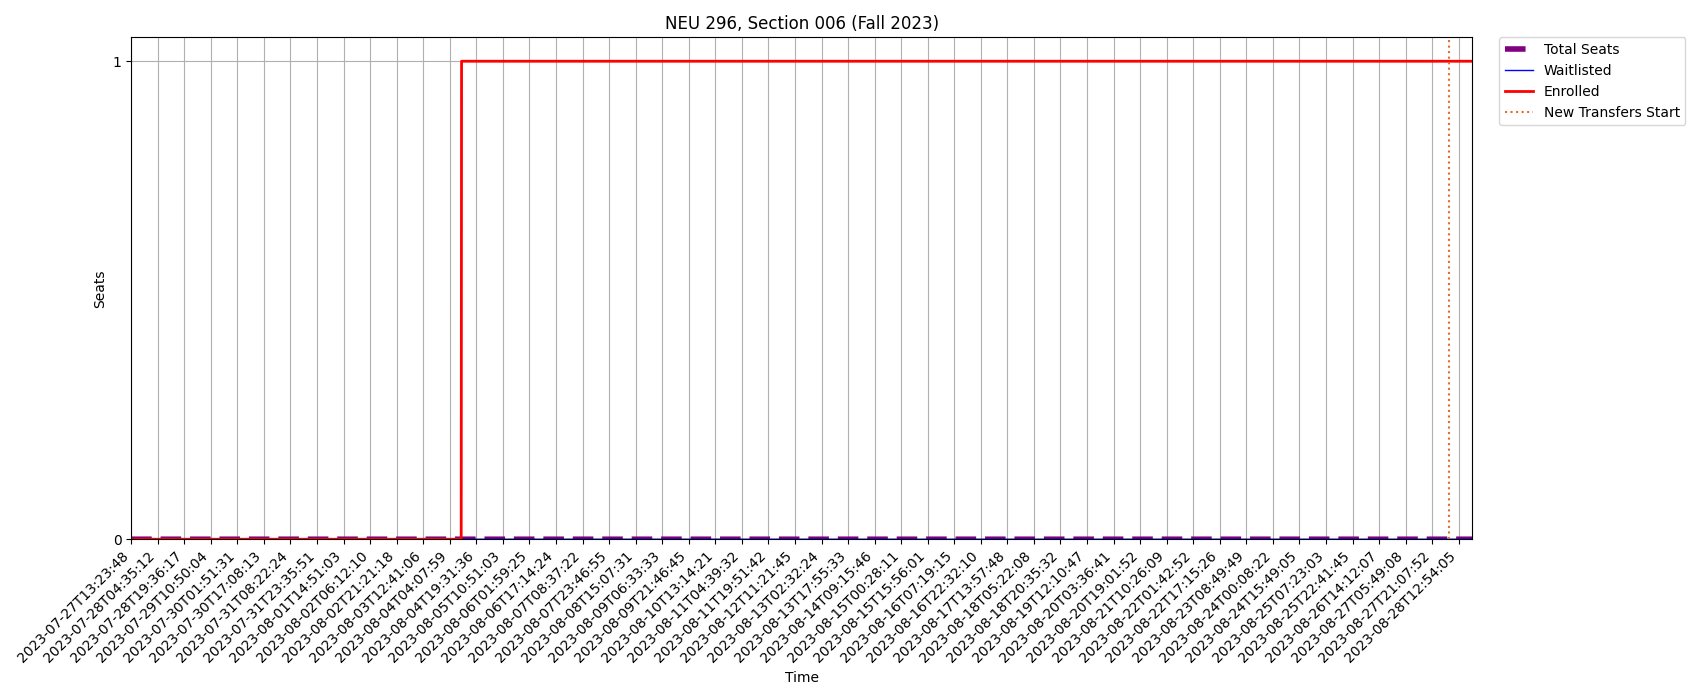 NEU 296, Section 006 (Fall 2023)
Total Seats
Waitlisted
Enrolled
New Transfers Start
Seats
1
0
2023-07-27T13:23:48
2023-07-28T04:35:12
2023-07-28T19:36:17
2023-07-29T10:50:04
2023-07-30T01:51:31
2023-07-30T17:08:13
2023-07-31T08:22:24
2023-07-31T23:35:51
2023-08-01T14:51:03
2023-08-02T06:12:10
2023-08-02T21:21:18
2023-08-03T12:41:06
2023-08-04T04:07:59
2023-08-04T19:31:36
2023-08-05T10:51:03
2023-08-06T01:59:25
2023-08-06T17:14:24
2023-08-07T08:37:22
2023-08-07T23:46:55
2023-08-08T15:07:31
2023-08-09T06:33:33
2023-08-09T21:46:45
2023-08-10T13:14:21
2023-08-11T04:39:32
2023-08-11T19:51:42
2023-08-12T11:21:45
2023-08-13T02:32:24
2023-08-13T17:55:33
2023-08-14T09:15:46
2023-08-15T00:28:11
2023-08-15T15:56:01
2023-08-16T07:19:15
2023-08-16T22:32:10
2023-08-17T13:57:48
2023-08-18T05:22:08
2023-08-18T20:35:32
2023-08-19T12:10:47
2023-08-20T03:36:41
2023-08-20T19:01:52
2023-08-21T10:26:09
2023-08-22T01:42:52
2023-08-22T17:15:26
2023-08-23T08:49:49
2023-08-24T00:08:22
2023-08-24T15:49:05
2023-08-25T07:23:03
2023-08-25T22:41:45
2023-08-26T14:12:07
2023-08-27T05:49:08
2023-08-27T21:07:52
2023-08-28T12:54:05
Time